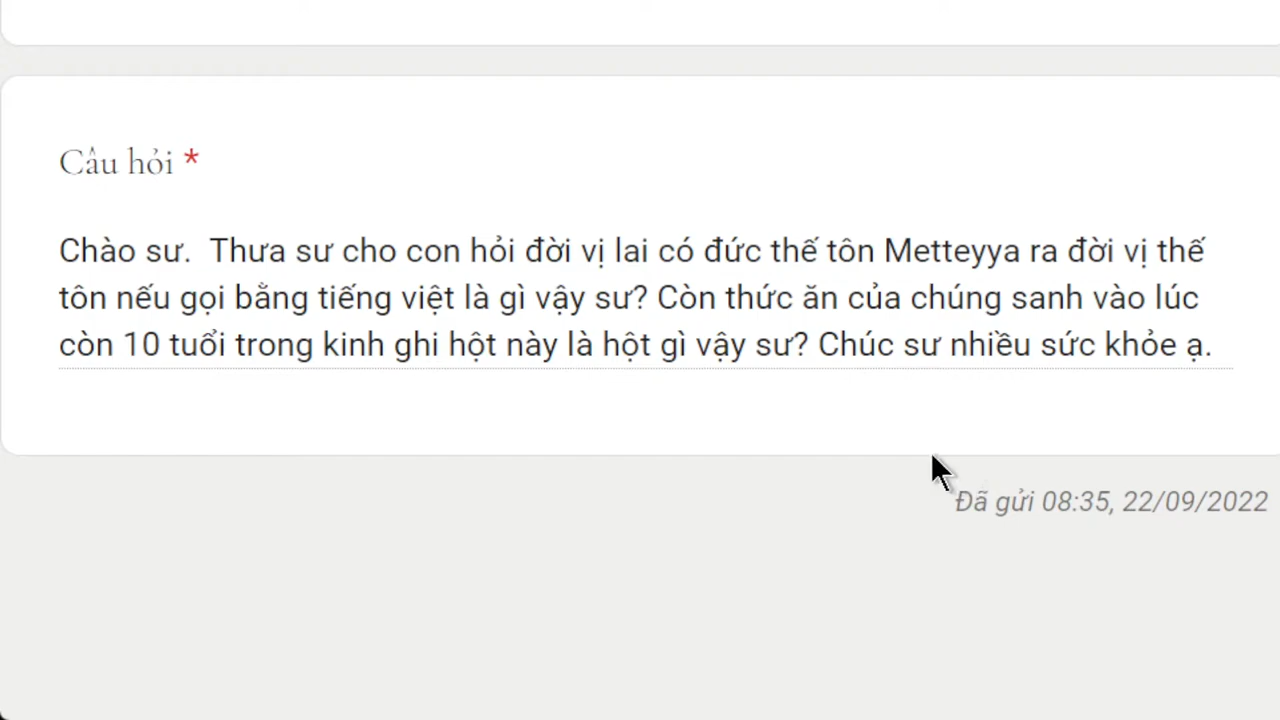 Câu hỏi *
Chào sư.  Thưa sư cho con hỏi đời vị lai có đức thế tôn Metteyya ra đời vị thế
tôn nếu gọi bằng tiếng việt là gì vậy sư? Còn thức ăn của chúng sanh vào lúc
còn 10 tuổi trong kinh ghi hột này là hột gì vậy sư? Chúc sư nhiều sức khỏe ạ.
Đã gửi 08:35, 22/09/2022